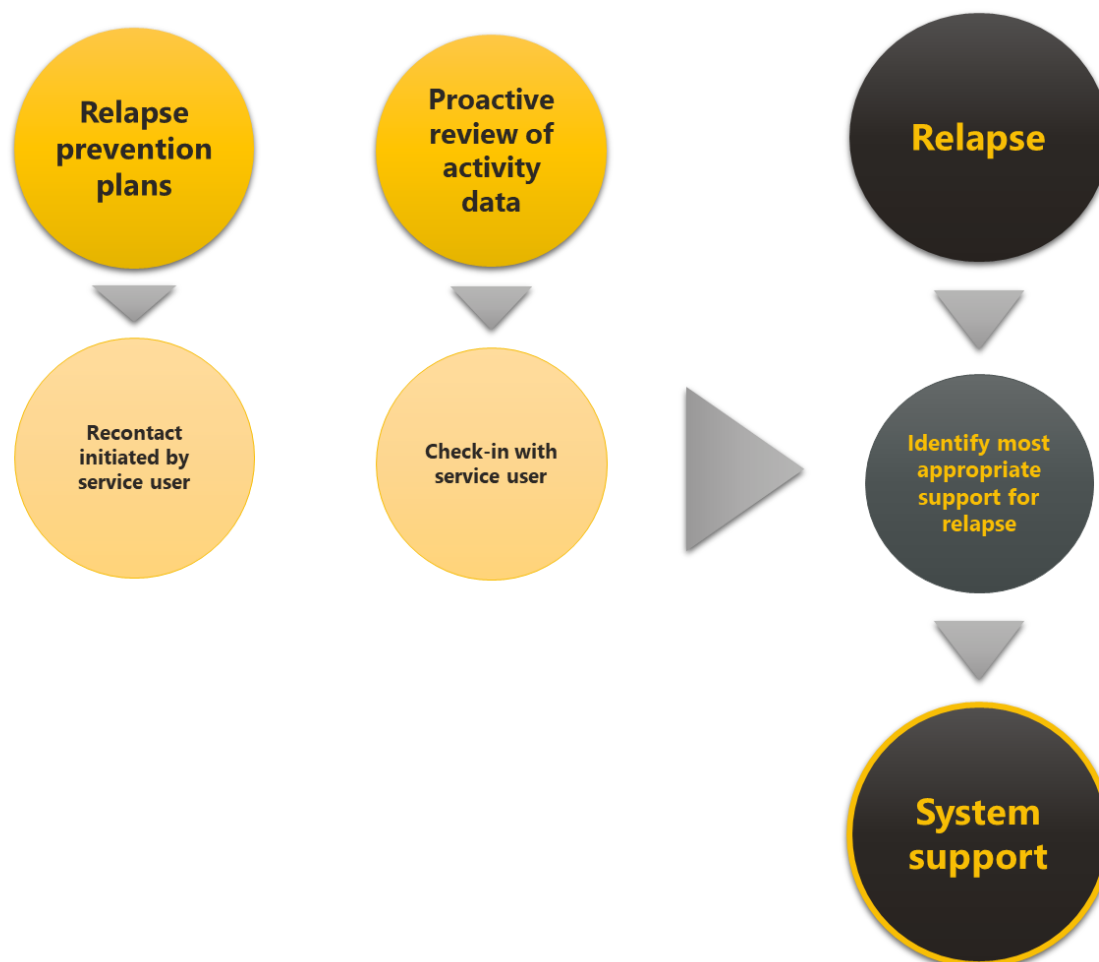 Relapse
prevention
plans
Proactive
review of
activity
data
Relapse
Recontact
initiated by
service user
Check-in with
service user
Identify most
appropriate
support for
relapse
System
support